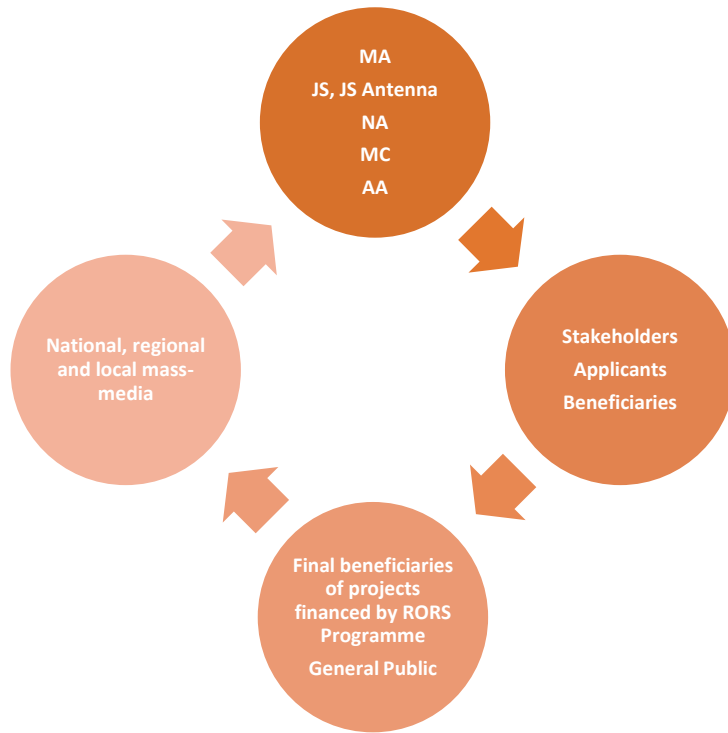 MA
JS, JS Antenna
NA
MC
AA
Stakeholders
Applicants
Beneficiaries
Final beneficiaries
of projects
financed by RORS
Programme
General Public
National, regional
and local mass-
media